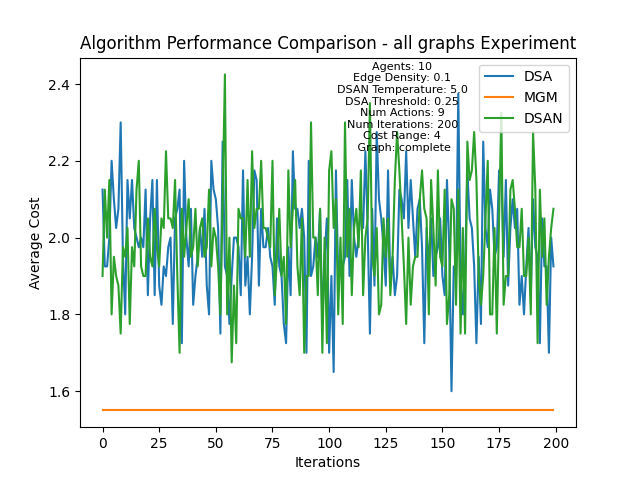 Algorithm Performance Comparison - all graphs Experiment
Agents: 10
Edge Density: 0.1
DSAN Temperature: 5.0
DSA Threshold: 0.25
Num Actions: 9
Num Iterations: 200
Cost Range: 4
Graph: complete
DSA
MGM
DSAN
Average Cost
2.4
2.2
2.0
1.8
1.6
0
25
50
75
100
125
150
175
200
Iterations